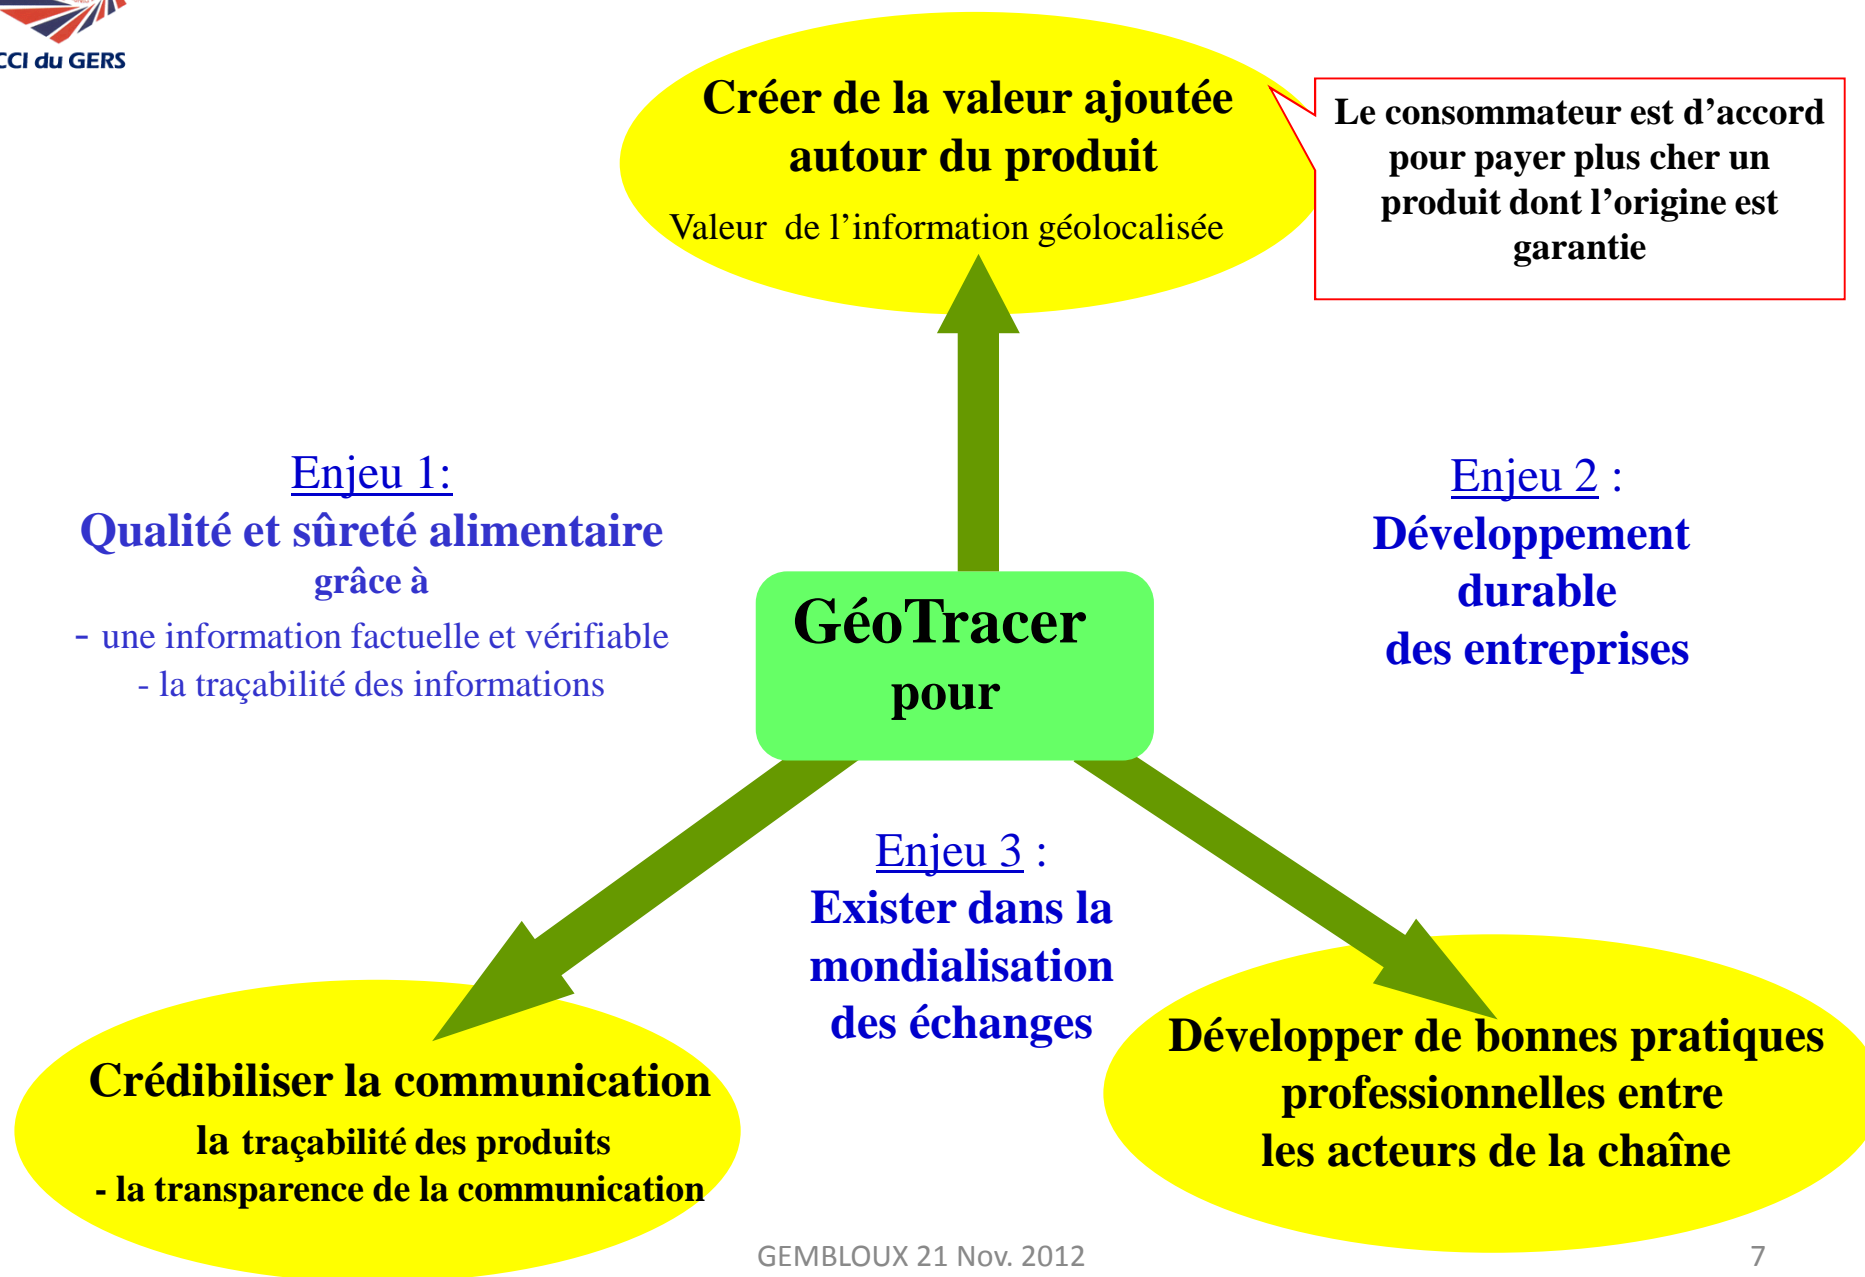 CCI du GERS
Créer de la valeur ajoutée
autour du produit
Valeur de l’information géolocalisée
Le consommateur est d’accord
pour payer plus cher un
produit dont l’origine est
garantie
Enjeu 1:
Qualité et sûreté alimentaire
grâce à
- une information factuelle et vérifiable
- la traçabilité des informations
GéoTracer
pour
Enjeu 2 :
Développement
durable
des entreprises
Enjeu 3 :
Exister dans la
mondialisation
des échanges
Crédibiliser la communication
la traçabilité des produits
- la transparence de la communication
Développer de bonnes pratiques
professionnelles entre
les acteurs de la chaîne
GEMBLOUX 21 Nov. 2012
7